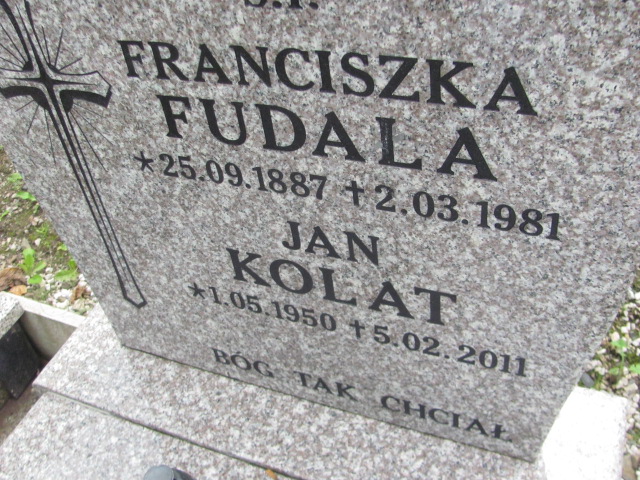 Ś.P.
FRANCISZKA
FUDALA
*25.09.1887 †2.03.1981
JAN
KOLAT
*1.05.1950 †5.02.2011
BÓG TAK CHCIAŁ